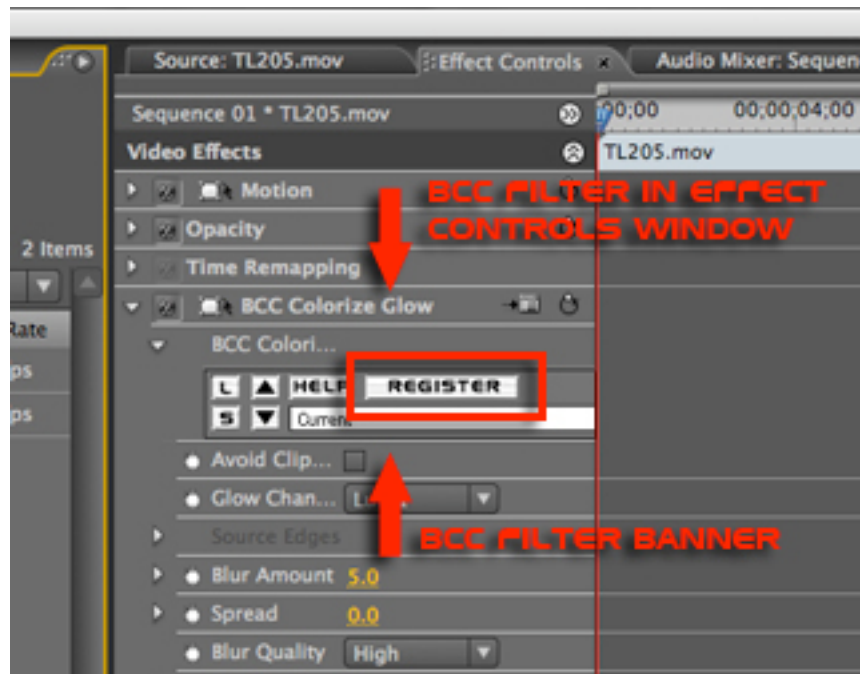 Source: TL205.mov Effect Controls × Audio Mixer: Sequen
Sequence 01 * TL205.mov 00;00 00;00;04;00
Video Effects TL205.mov
Motion BCC FILTER IN EFFECT
Opacity CONTROLS WINDOW
2 Items
Time Remapping
BCC Colorize Glow
Rate
BCC Colori...
ps
L HELP REGISTER
ps
S Current
Avoid Clip...
Glow Chan...
Source Edges BCC FILTER BANNER
Blur Amount 5.0
Spread 0.0
Blur Quality High